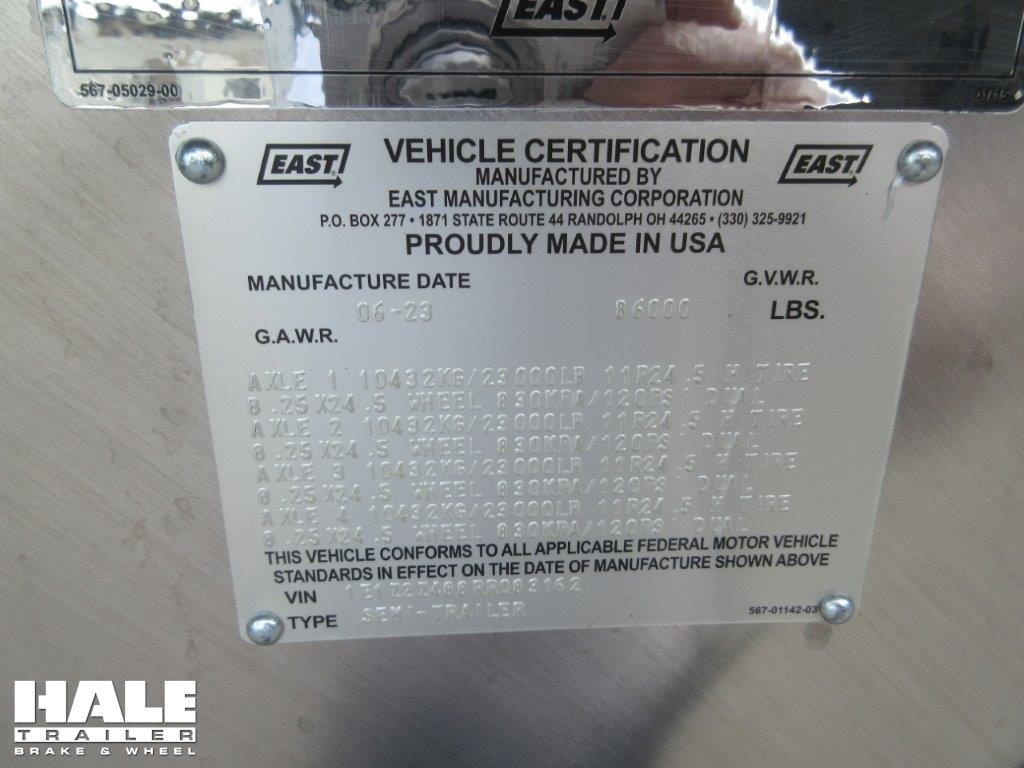 EAST
567-05029-00 01/15
EAST VEHICLE CERTIFICATION EAST
MANUFACTURED BY
EAST MANUFACTURING CORPORATION
P.O. BOX 277 • 1871 STATE ROUTE 44 RANDOLPH OH 44265 • (330) 325-9921
PROUDLY MADE IN USA
MANUFACTURE DATE G.V.W.R.
06-23 86000 LBS.
G.A.W.R.
AXLE 1 10432KG/23000LB 11R24.5 H TIRE
8.25X24.5 WHEEL 830KPA/120PSI DUAL
AXLE 2 10432KG/23000LB 11R24.5 H TIRE
8.25X24.5 WHEEL 830KPA/120PSI DUAL
AXLE 3 10432KG/23000LB 11R24.5 H TIRE
8.25X24.5 WHEEL 830KPA/120PSI DUAL
AXLE 4 10432KG/23000LB 11R24.5 H TIRE
8.25X24.5 WHEEL 830KPA/120PSI DUAL
THIS VEHICLE CONFORMS TO ALL APPLICABLE FEDERAL MOTOR VEHICLE
STANDARDS IN EFFECT ON THE DATE OF MANUFACTURE SHOWN ABOVE
VIN
TYPE SEMI-TRAILER 567-01142-03
HALE
TRAILER
BRAKE & WHEEL